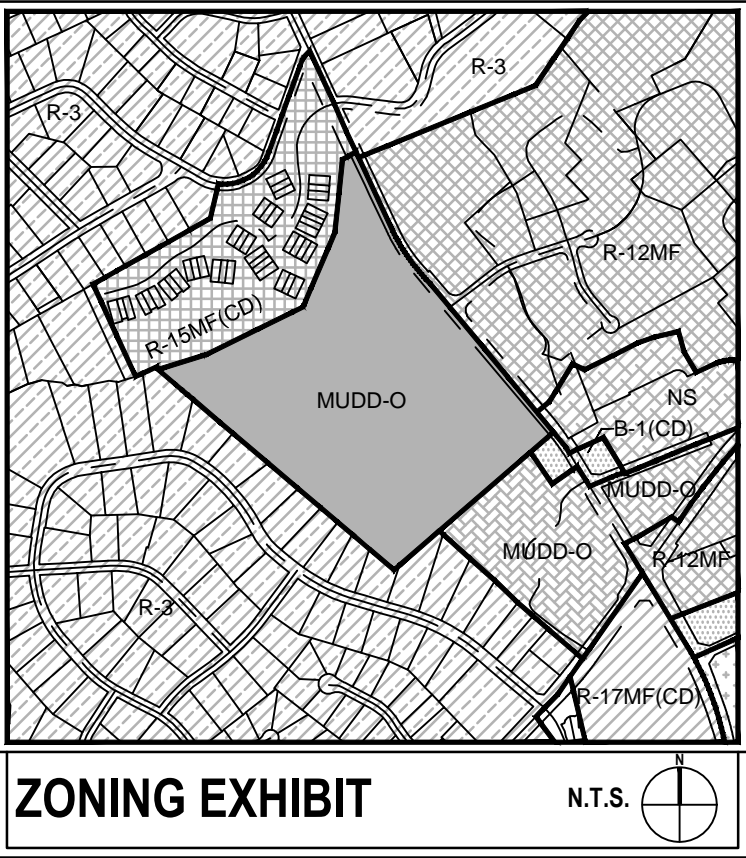 R-3
R-3
R-12MF
R-15MF(CD)
MUDD-O
NS
B-1(CD)
MUDD-O
MUDD-O
R-12MF
R-3
R-17MF(CD)
ZONING EXHIBIT
N.T.S.
N